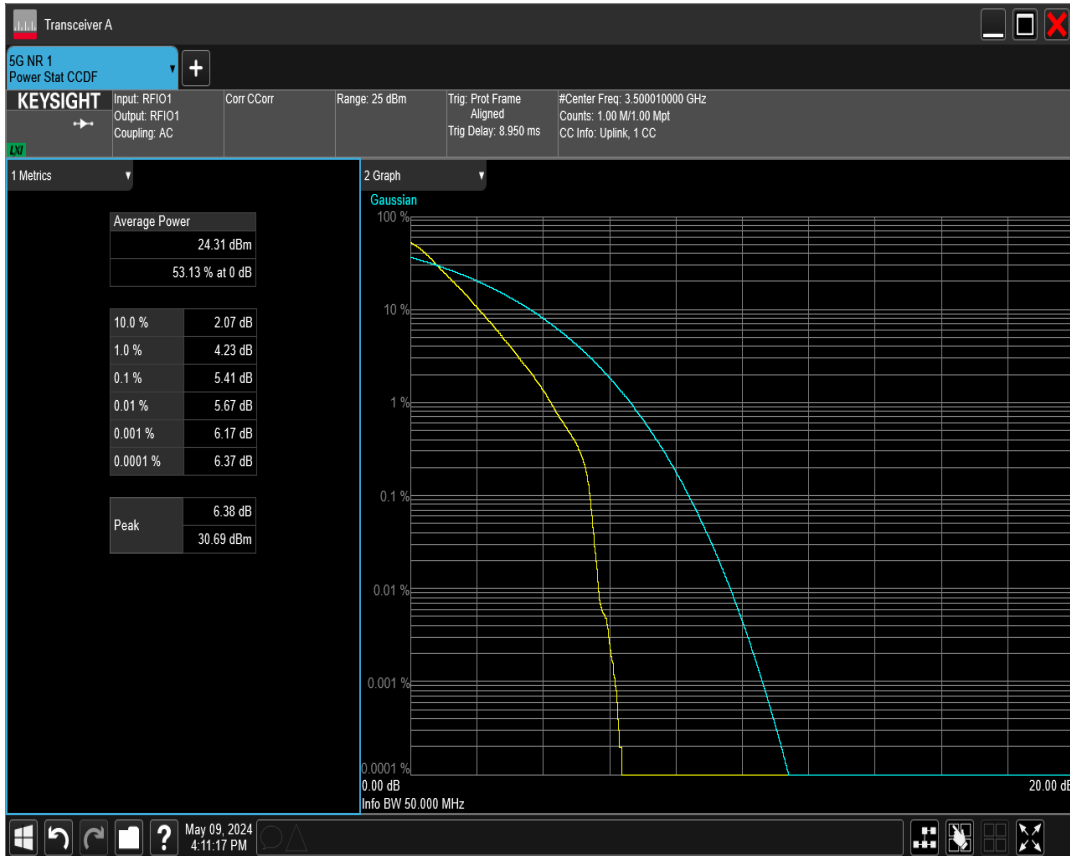 Transceiver A
5G NR 1
Power Stat CCDF
KEYSIGHT
LXI
Input: RFIO1
Output: RFIO1
Coupling: AC
Corr CCorr
Range: 25 dBm
Trig: Prot Frame
Aligned
Trig Delay: 8.950 ms
#Center Freq: 3.500010000 GHz
Counts: 1.00 M/1.00 Mpt
CC Info: Uplink, 1 CC
1 Metrics
Average Power
24.31 dBm
53.13 % at 0 dB
10.0 % 2.07 dB
1.0 % 4.23 dB
0.1 % 5.41 dB
0.01 % 5.67 dB
0.001 % 6.17 dB
0.0001 % 6.37 dB
Peak 6.38 dB
30.69 dBm
2 Graph
Gaussian
100 %
10 %
1 %
0.1 %
0.01 %
0.001 %
0.0001 %
0.00 dB 20.00 dB
Info BW 50.000 MHz
?
May 09, 2024
4:11:17 PM